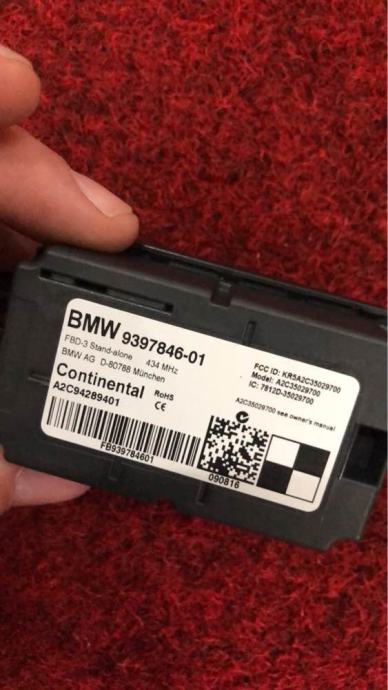 BMW 9397846-01
FBD-3 Stand-alone 434 MHz
BMW AG D-80788 München
Continental RoHS
A2C94289401 CE
FB939784601
FCC ID: KR5A2C35029700
Model: A2C35029700
IC: 7812D-35029700
A2C35029700 see owner's manual
090816